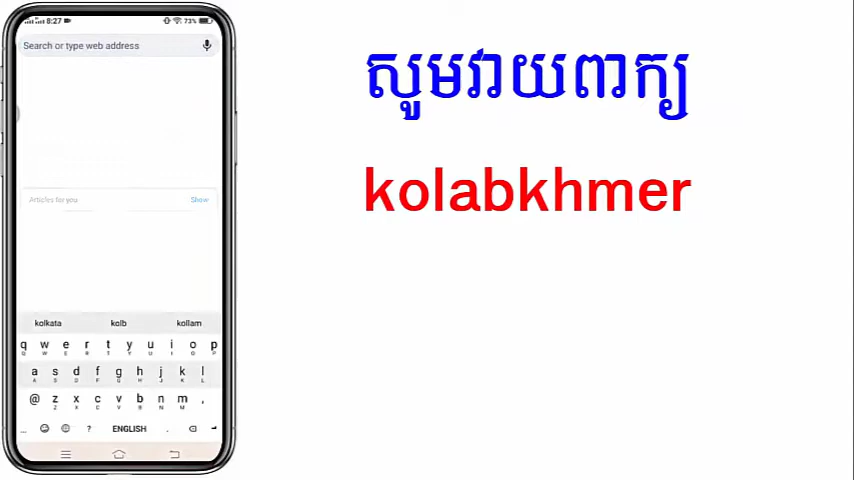 8:27 73%
Search or type web address
សូមវាយពាក្យ
kolabkhmer
Articles for you Show
kolkata kolb kollam
q w e r t y u i o p
Q W E R T Y U I O P
a s d f g h j k l
A S D F G H J K L
@ z x c v b n m ,
Z X C V B N M
... ? ENGLISH .